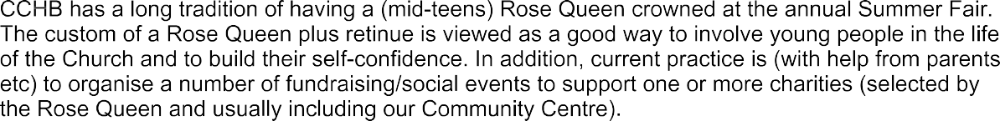 CCHB has a long tradition of having a (mid-teens) Rose Queen crowned at the annual Summer Fair.
The custom of a Rose Queen plus retinue is viewed as a good way to involve young people in the life
of the Church and to build their self-confidence. In addition, current practice is (with help from parents
etc) to organise a number of fundraising/social events to support one or more charities (selected by
the Rose Queen and usually including our Community Centre).